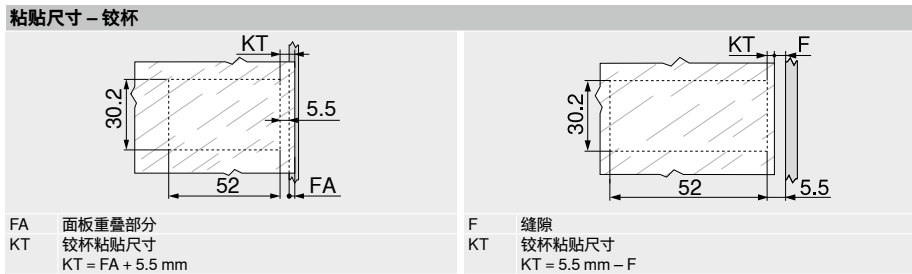 粘贴尺寸 – 铰杯
KT
30.2
5.5
52
FA
KT
F
30.2
52
5.5
FA 面板重叠部分
KT 铰杯粘贴尺寸
KT = FA + 5.5 mm
F 缝隙
KT 铰杯粘贴尺寸
KT = 5.5 mm – F